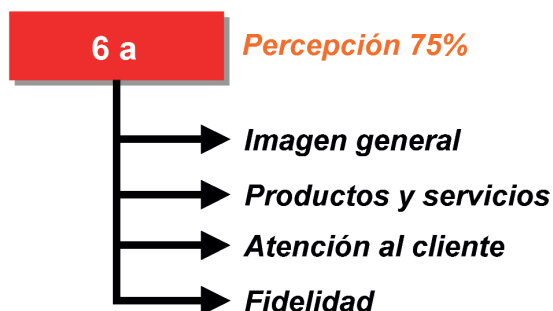 6 a
Percepción 75%
Imagen general
Productos y servicios
Atención al cliente
Fidelidad